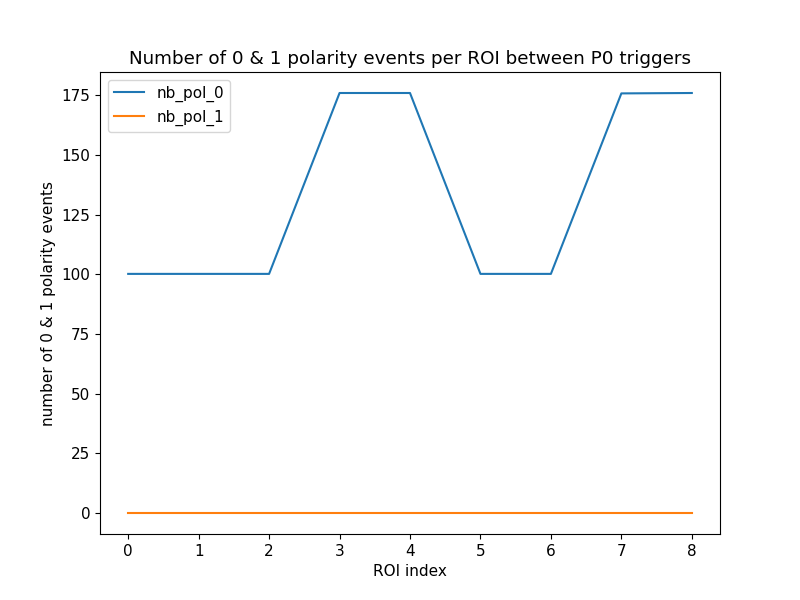 Number of 0 & 1 polarity events per ROI between P0 triggers
nb_pol_0
nb_pol_1
number of 0 & 1 polarity events
175
150
125
100
75
50
25
0
0 1 2 3 4 5 6 7 8
ROI index